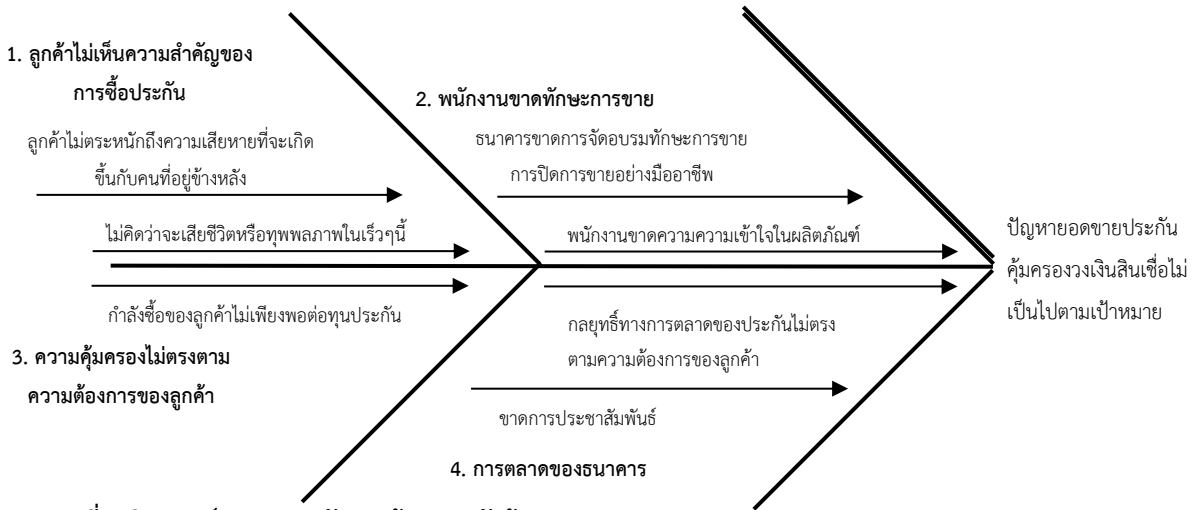 1. ลูกค้าไม่เห็นความสำคัญของ
การซื้อประกัน
ลูกค้าไม่ตระหนักถึงความเสียหายที่จะเกิด
ขึ้นกับคนที่อยู่ข้างหลัง
ไม่คิดว่าจะเสียชีวิตหรือทุพพลภาพในเร็วๆนี้
2. พนักงานขาดทักษะการขาย
ธนาคารขาดการจัดอบรมทักษะการขาย
การปิดการขายอย่างมืออาชีพ
พนักงานขาดความความเข้าใจในผลิตภัณฑ์
ปัญหายอดขายประกัน
คุ้มครองวงเงินสินเชื่อไม่
เป็นไปตามเป้าหมาย
กำลังซื้อของลูกค้าไม่เพียงพอต่อทุนประกัน
3. ความคุ้มครองไม่ตรงตาม
ความต้องการของลูกค้า
กลยุทธิ์ทางการตลาดของประกันไม่ตรง
ตามความต้องการของลูกค้า
ขาดการประชาสัมพันธ์
4. การตลาดของธนาคาร